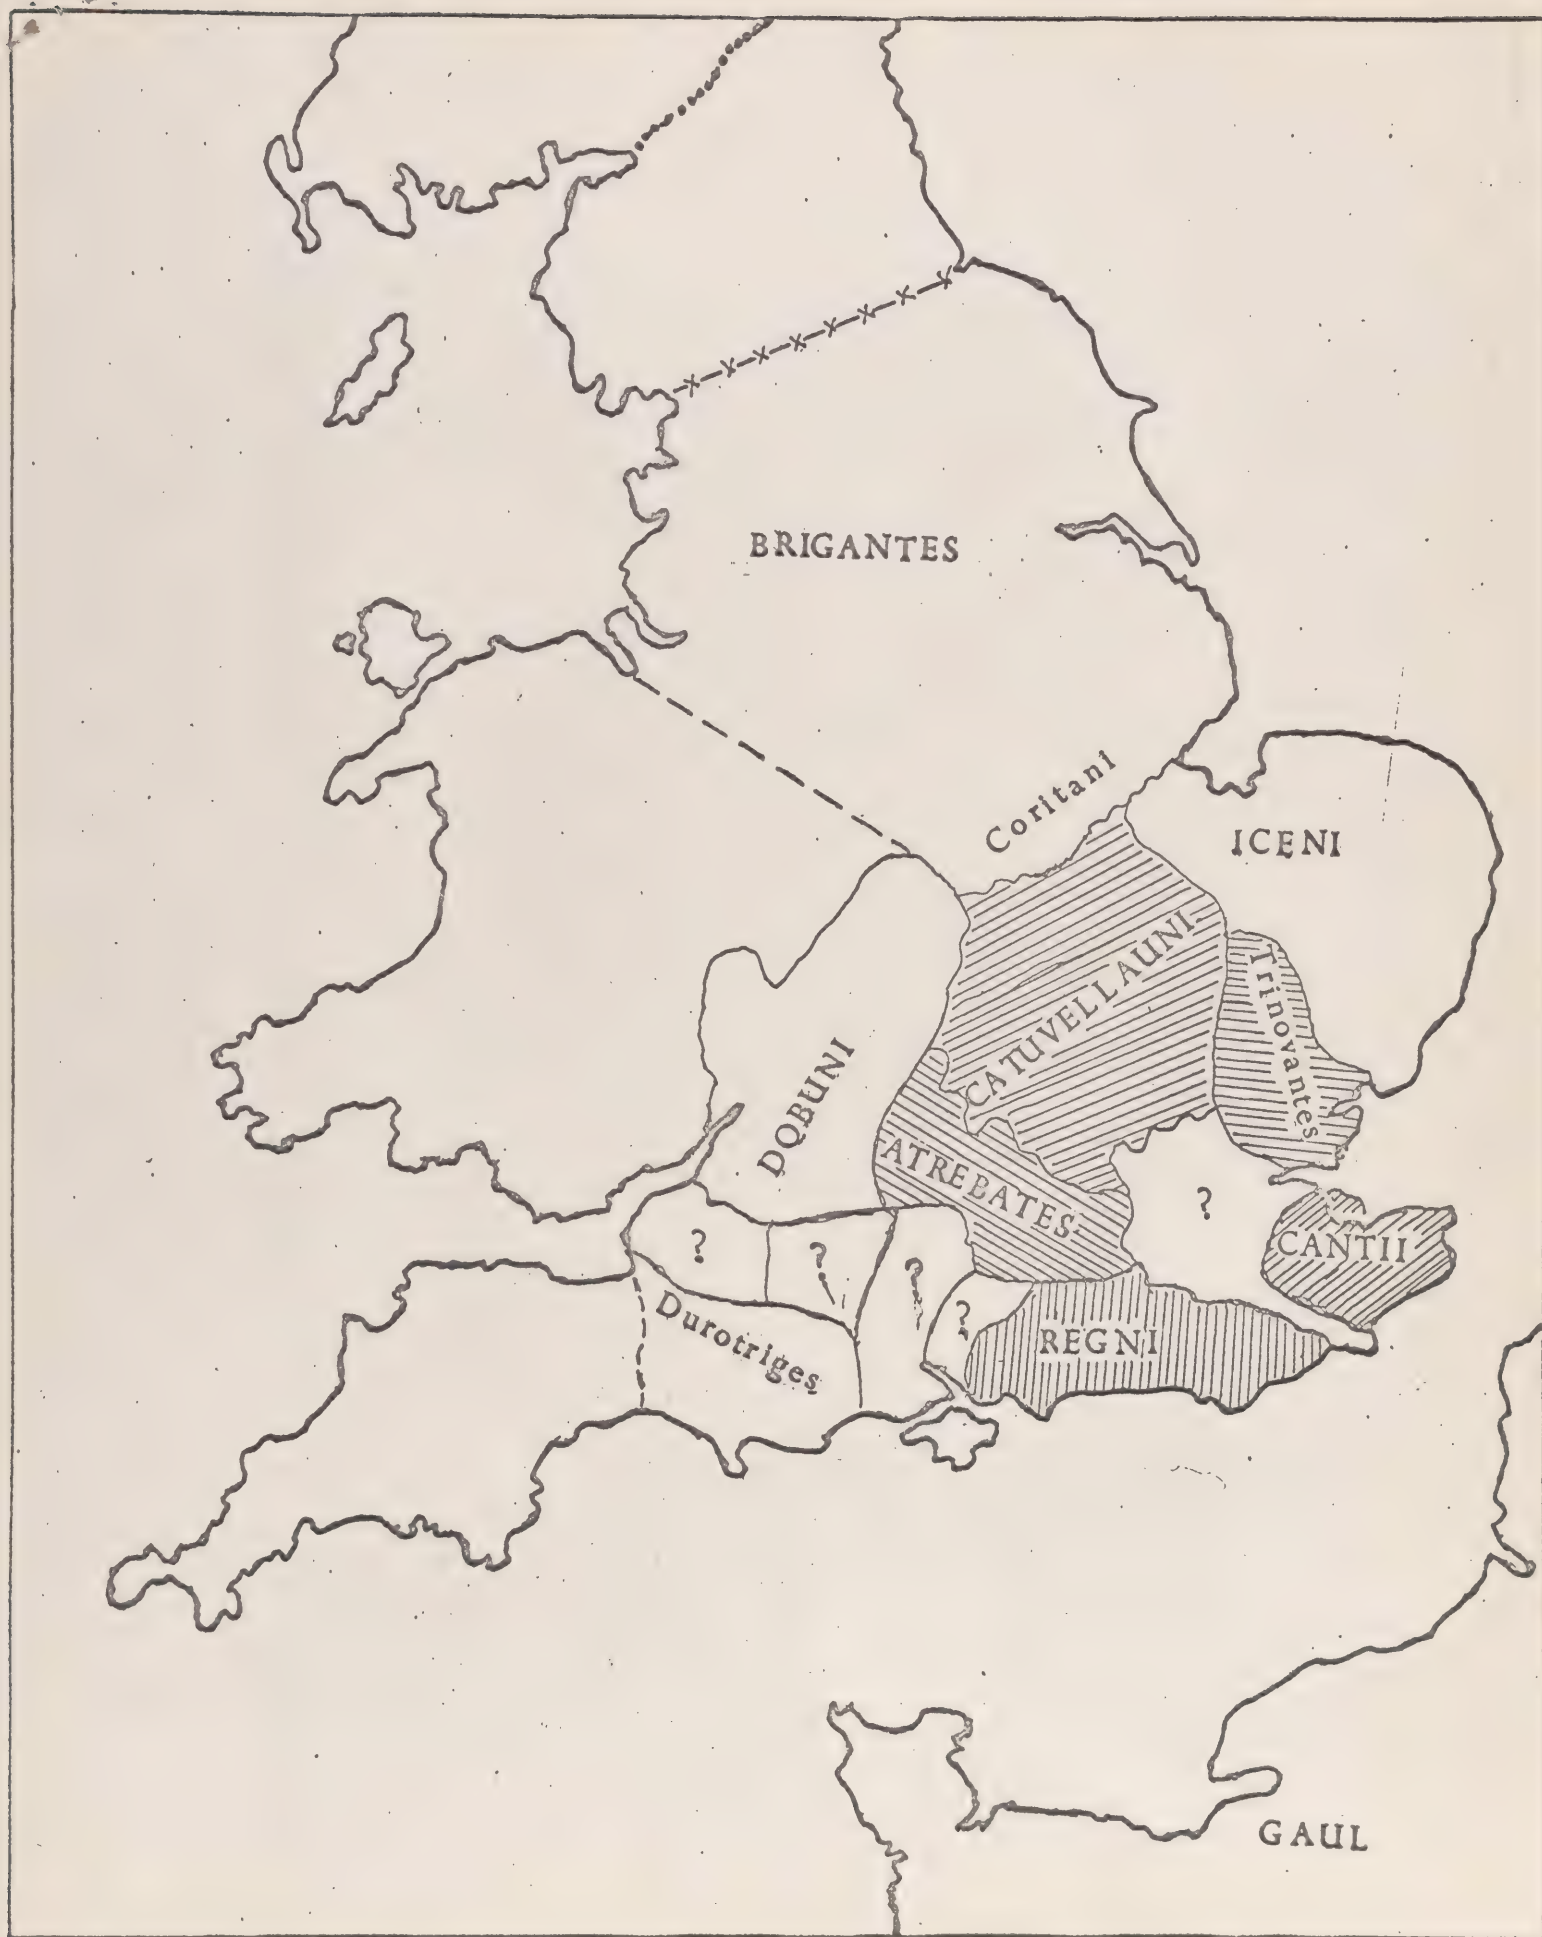 BRIGANTES
Coritani
ICENI
CATUVELLAUNI
Trinovantes
DOBUNI
ATREBATES
?
CANTII
?
?
?
?
Durotriges
REGNI
GAUL